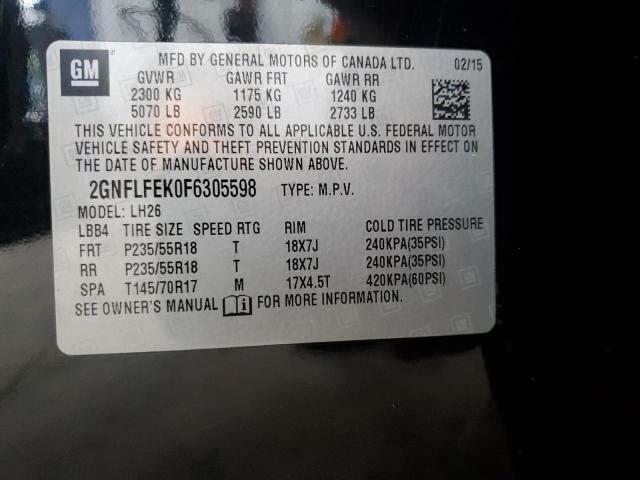 GM
MFD BY GENERAL MOTORS OF CANADA LTD. 02/15
GVWR GAWR FRT GAWR RR
2300 KG 1175 KG 1240 KG
5070 LB 2590 LB 2733 LB
THIS VEHICLE CONFORMS TO ALL APPLICABLE U.S. FEDERAL MOTOR
VEHICLE SAFETY AND THEFT PREVENTION STANDARDS IN EFFECT ON
THE DATE OF MANUFACTURE SHOWN ABOVE.
2GNFLFEK0F6305598 TYPE: M.P.V.
MODEL: LH26
LBB4 TIRE SIZE SPEED RTG RIM COLD TIRE PRESSURE
FRT P235/55R18 T 18X7J 240KPA(35PSI)
RR P235/55R18 T 18X7J 240KPA(35PSI)
SPA T145/70R17 M 17X4.5T 420KPA(60PSI)
SEE OWNER'S MANUAL FOR MORE INFORMATION.